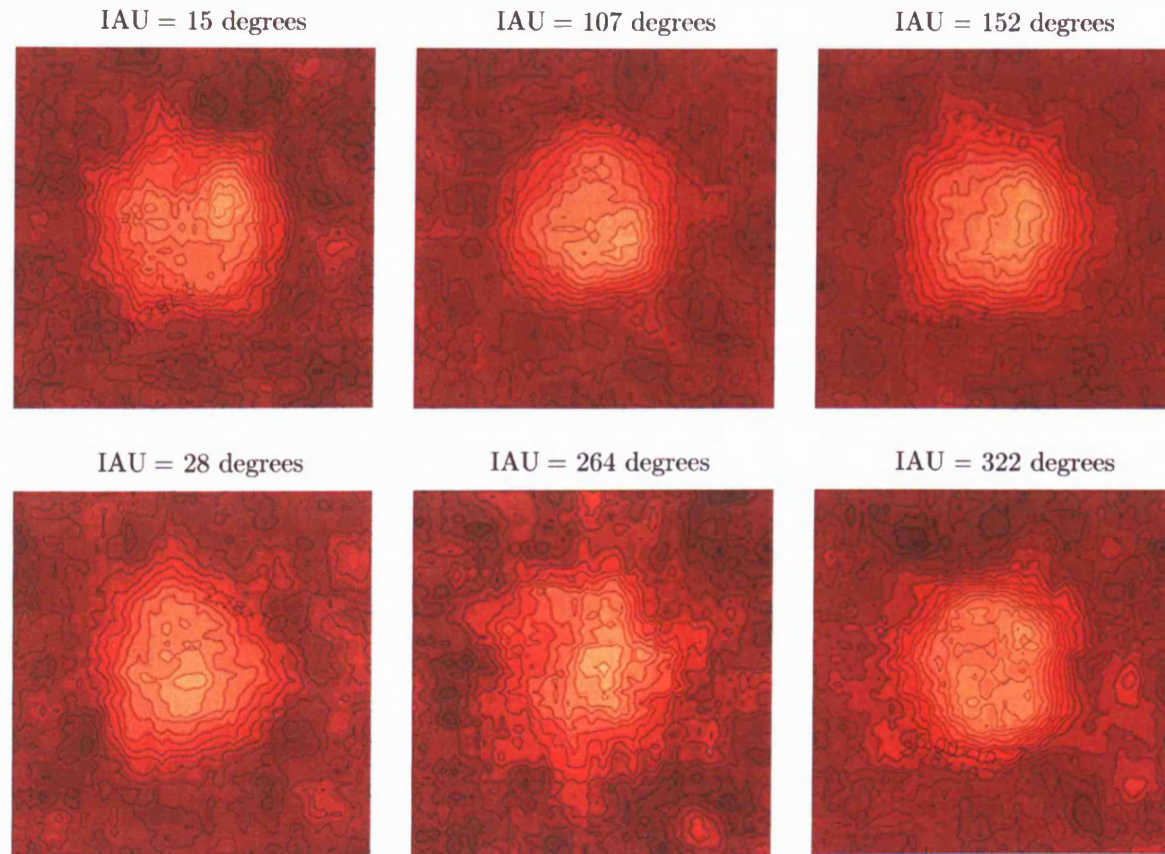 IAU = 15 degrees
IAU = 107 degrees
IAU = 152 degrees
IAU = 28 degrees
IAU = 264 degrees
IAU = 322 degrees